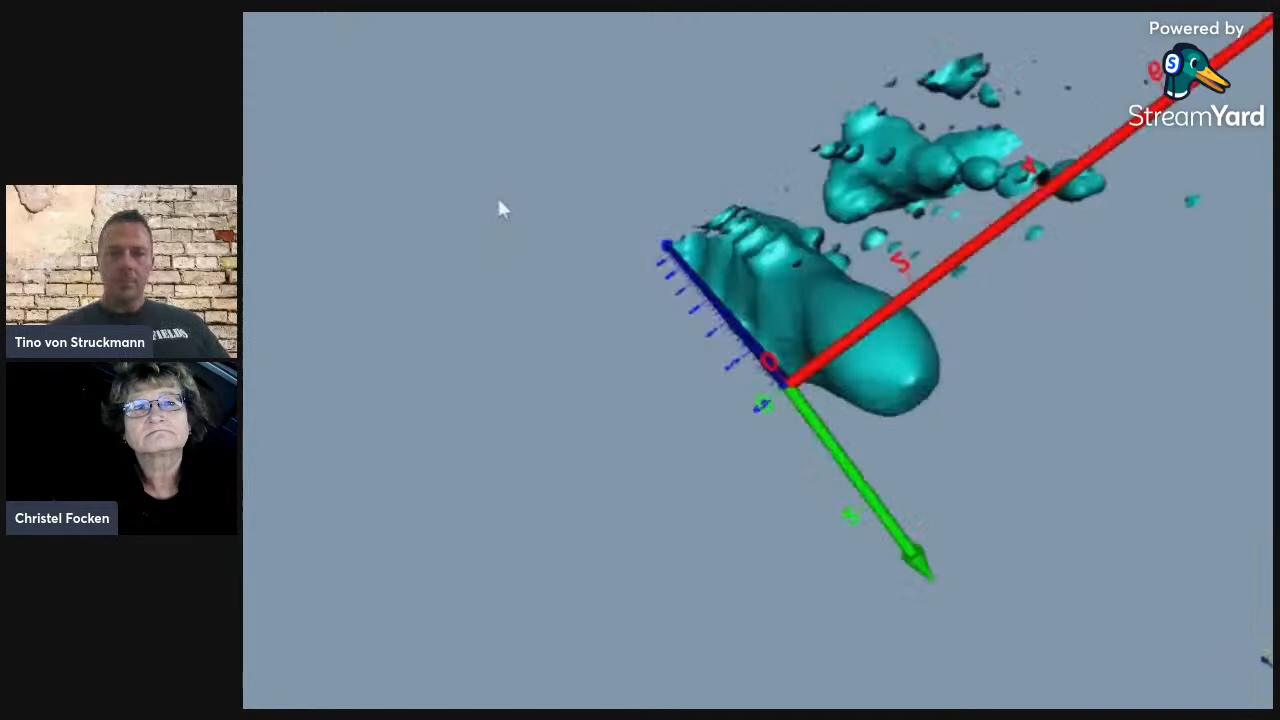 Powered by
StreamYard
Tino von Struckmann
Christel Focken